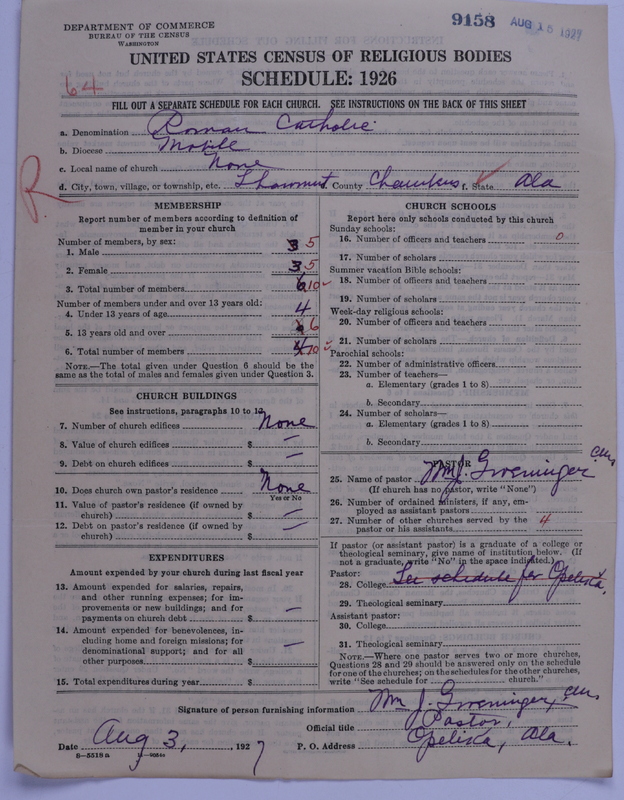 9158 AUG 15 1927
DEPARTMENT OF COMMERCE
BUREAU OF THE CENSUS
WASHINGTON
UNITED STATES CENSUS OF RELIGIOUS BODIES
SCHEDULE: 1926
64
FILL OUT A SEPARATE SCHEDULE FOR EACH CHURCH. SEE INSTRUCTIONS ON THE BACK OF THIS SHEET
a. Denomination Roman Catholic
b. Diocese Mobile
c. Local name of church None
d. City, town, village, or township, etc. Shawmut County Chambers f. State Ala
R
MEMBERSHIP
Report number of members according to definition of
member in your church
Number of members, by sex:
1. Male 3 5
2. Female 3 5
3. Total number of members 6 10
Number of members under and over 13 years old:
4. Under 13 years of age 4
5. 13 years old and over 6
6. Total number of members 10
NOTE.—The total given under Question 6 should be
same as the total of males and females given under Question 3.
CHURCH BUILDINGS
See instructions, paragraphs 10 to 12
7. Number of church edifices None
8. Value of church edifices $ —
9. Debt on church edifices $ —
10. Does church own pastor's residence None
Yes or No
11. Value of pastor's residence (if owned by
church) $ —
12. Debt on pastor's residence (if owned by
church) $ —
EXPENDITURES
Amount expended by your church during last fiscal year
13. Amount expended for salaries, repairs,
and other running expenses; for im-
provements or new buildings; and for
payments on church debt $ —
14. Amount expended for benevolences, in-
cluding home and foreign missions; for
denominational support; and for all
other purposes $ —
15. Total expenditures during year $
CHURCH SCHOOLS
Report here only schools conducted by this church
Sunday schools:
16. Number of officers and teachers 0
17. Number of scholars
Summer vacation Bible schools:
18. Number of officers and teachers
19. Number of scholars
Week-day religious schools:
20. Number of officers and teachers
21. Number of scholars
Parochial schools:
22. Number of administrative officers
23. Number of teachers—
a. Elementary (grades 1 to 8)
b. Secondary
24. Number of scholars—
a. Elementary (grades 1 to 8)
b. Secondary
PASTOR
25. Name of pastor Wm J. Groeninger, c.m.
(If church has no pastor, write "None")
26. Number of ordained ministers, if any, em-
ployed as assistant pastors
27. Number of other churches served by the
pastor or his assistants 4
If pastor (or assistant pastor) is a graduate of a college or
theological seminary, give name of institution below. (If
not a graduate, write "No" in the space indicated.)
Pastor:
28. College See schedule for Opelika,
29. Theological seminary
Assistant pastor:
30. College
31. Theological seminary
NOTE.—Where one pastor serves two or more churches,
Questions 28 and 29 should be answered only on the schedule
for one of the churches; on the schedules for the other churches,
write "See schedule for church."
Signature of person furnishing information Wm J. Groeninger, c.m.
Official title Pastor,
Date Aug 3, 1927 P. O. Address Opelika, Ala.
8-5518a